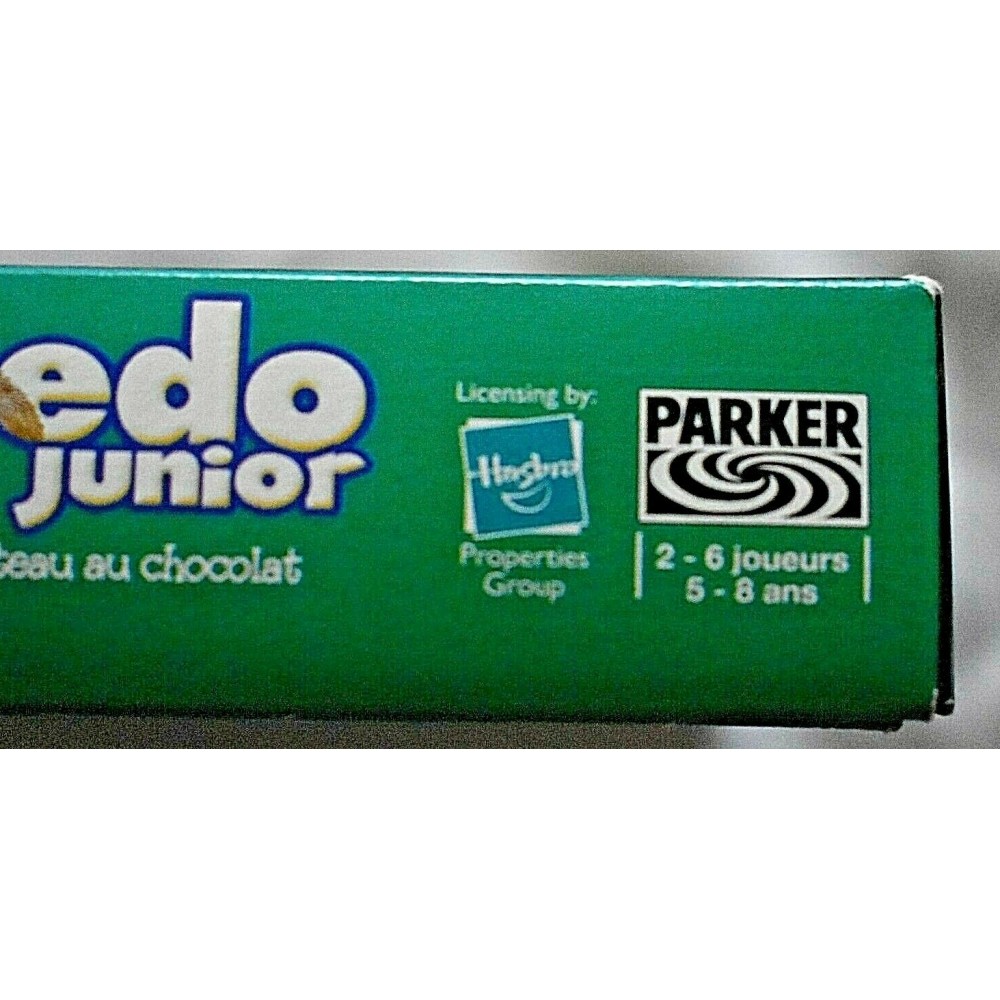 edo
junior
teau au chocolat
Licensing by:
Hasbro
Properties
Group
PARKER
2 - 6 joueurs
5 - 8 ans